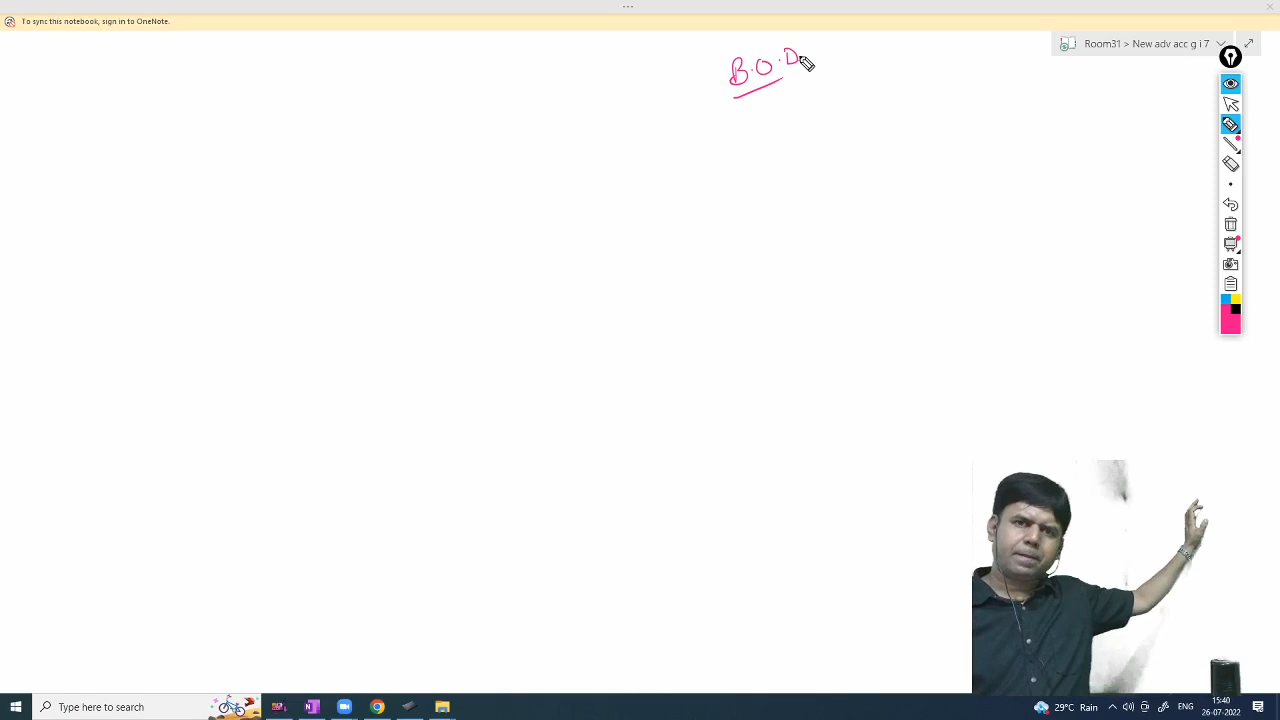 To sync this notebook, sign in to OneNote.
Room31 > New adv acc g i 7
B.O.D
Type here to search
29°C Rain
ENG
15:40
26-07-2022